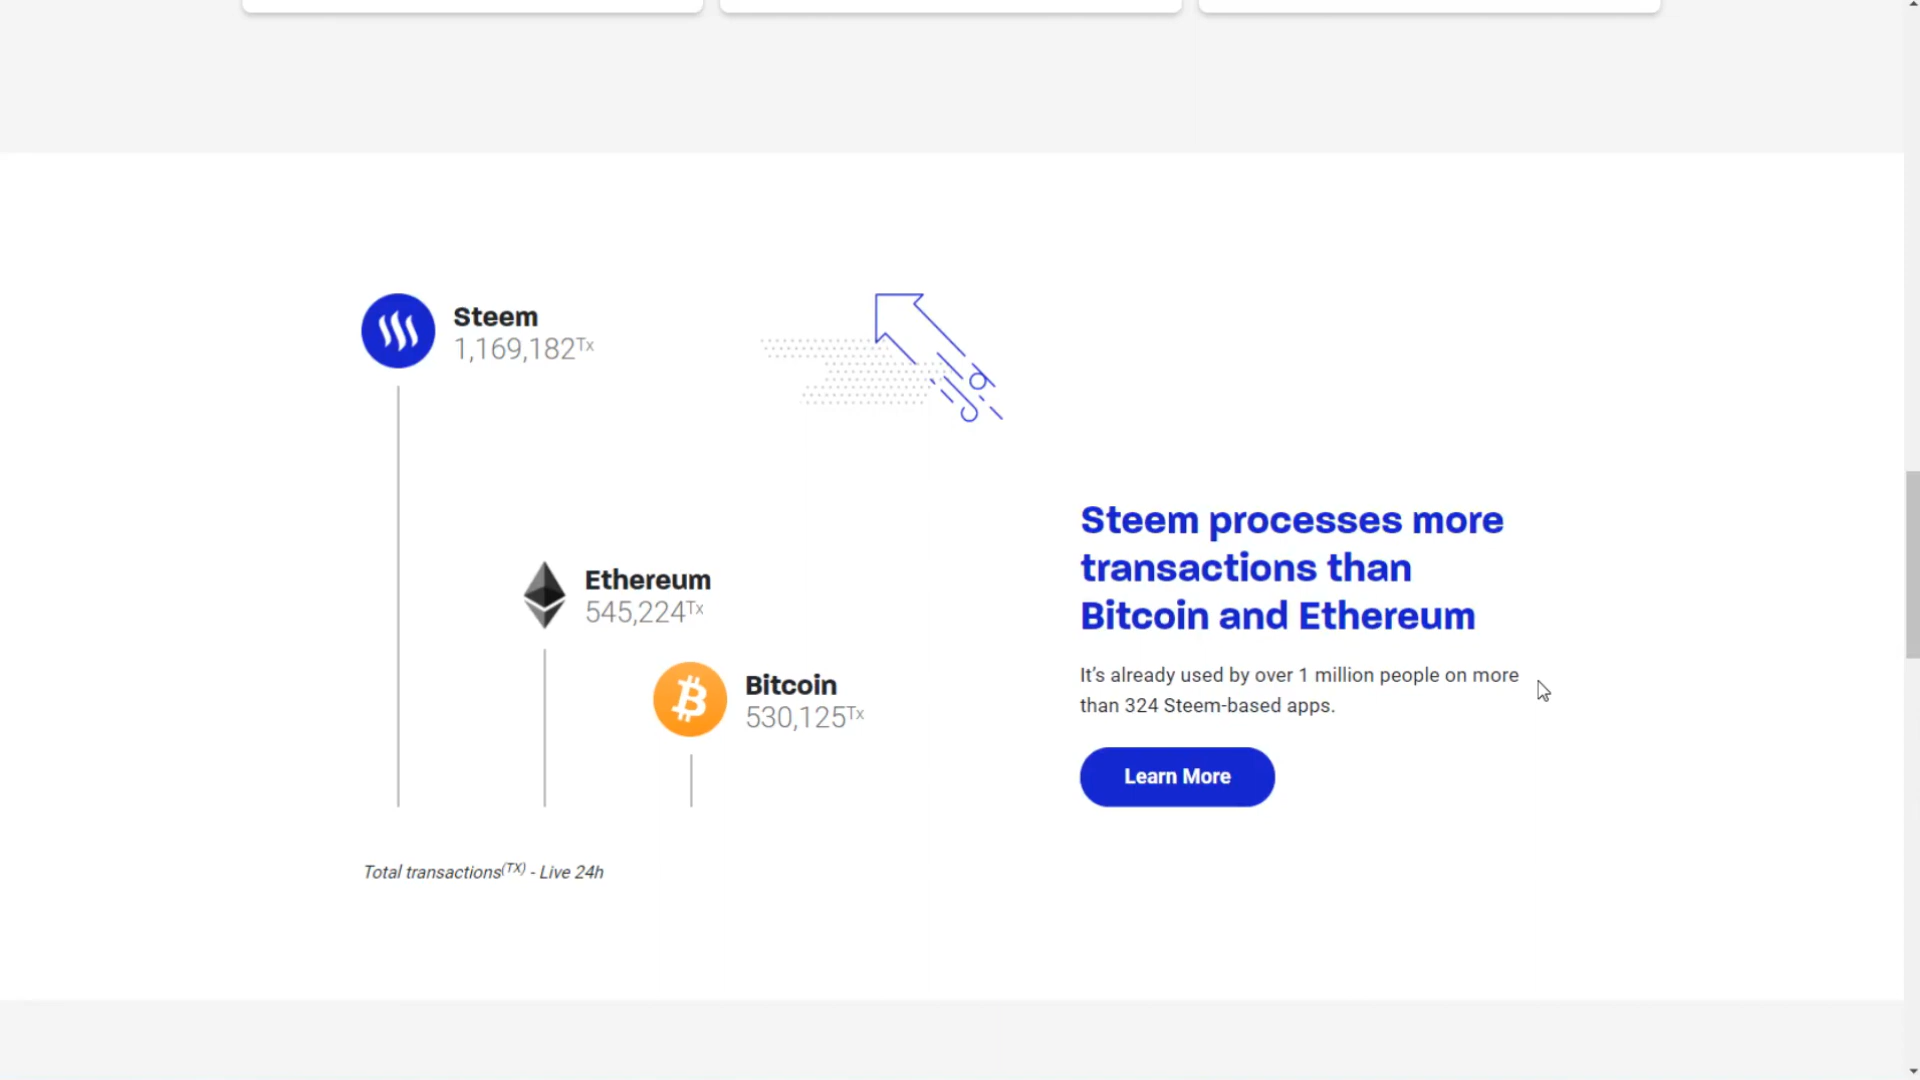 Steem
1,169,182Tx
Ethereum
545,224Tx
Bitcoin
530,125Tx
Total transactions(TX) - Live 24h
Steem processes more
transactions than
Bitcoin and Ethereum
It’s already used by over 1 million people on more
than 324 Steem-based apps.
Learn More